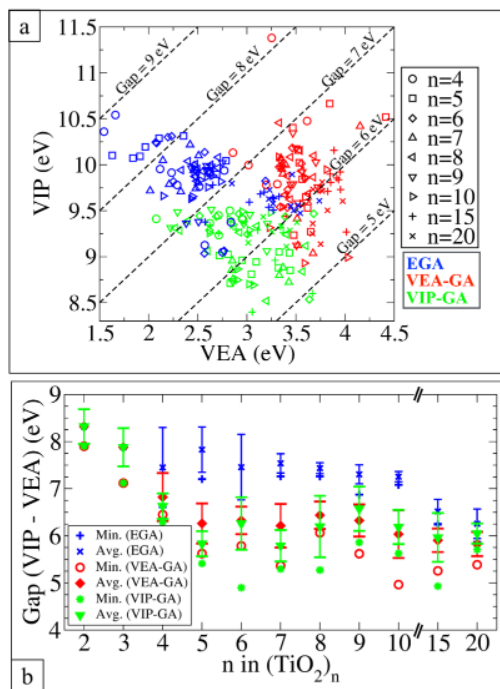 a
11.5
11
10.5
10
9.5
9
8.5
VIP (eV)
Gap = 9 eV
Gap = 8 eV
Gap = 7 eV
Gap = 6 eV
Gap = 5 eV
1.5 2 2.5 3 3.5 4 4.5
VEA (eV)
n=4
n=5
n=6
n=7
n=8
n=9
n=10
n=15
n=20
EGA
VEA-GA
VIP-GA
9
8
7
6
5
4
Gap (VIP - VEA) (eV)
Min. (EGA)
Avg. (EGA)
Min. (VEA-GA)
Avg. (VEA-GA)
Min. (VIP-GA)
Avg. (VIP-GA)
2 3 4 5 6 7 8 9 10 15 20
n in (TiO₂)ₙ
b